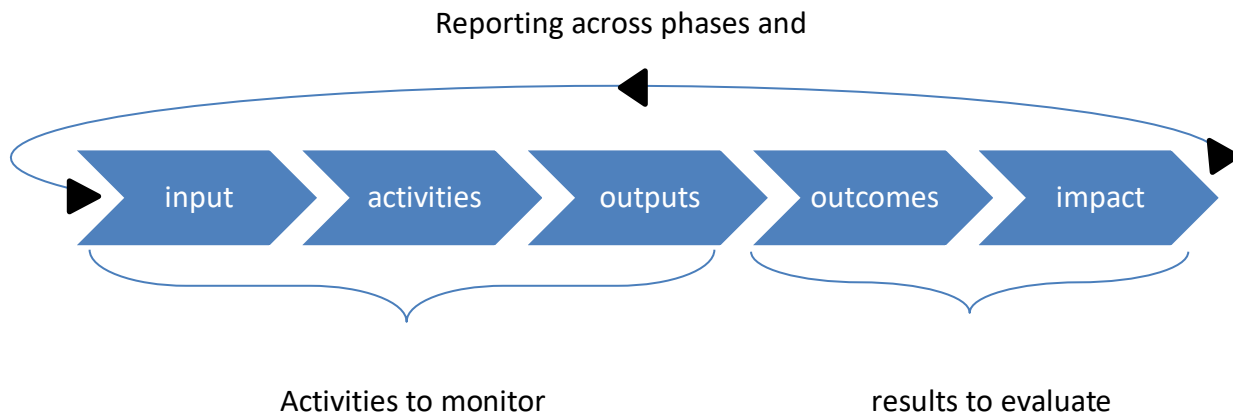 Reporting across phases and
input
activities
outputs
outcomes
impact
Activities to monitor
results to evaluate